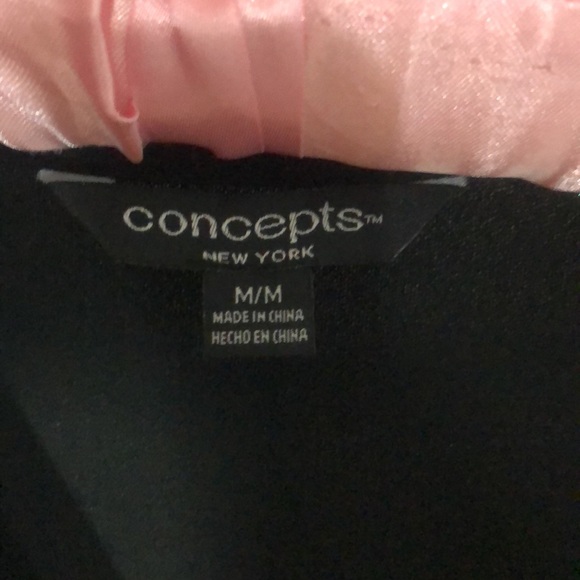 concepts™
NEW YORK
M/M
MADE IN CHINA
HECHO EN CHINA